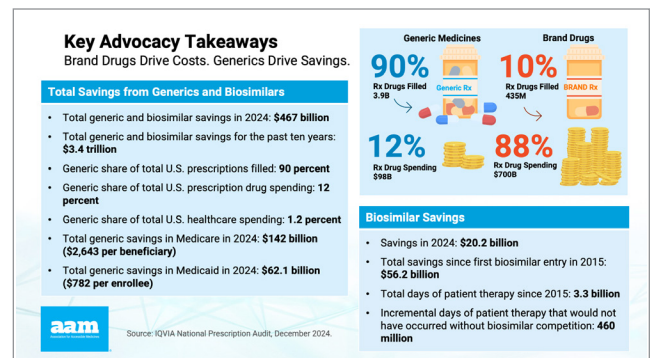 Key Advocacy Takeaways
Brand Drugs Drive Costs. Generics Drive Savings.
Total Savings from Generics and Biosimilars
• Total generic and biosimilar savings in 2024: $467 billion
• Total generic and biosimilar savings for the past ten years:
$3.4 trillion
• Generic share of total U.S. prescriptions filled: 90 percent
• Generic share of total U.S. prescription drug spending: 12
percent
• Generic share of total U.S. healthcare spending: 1.2 percent
• Total generic savings in Medicare in 2024: $142 billion
($2,643 per beneficiary)
• Total generic savings in Medicaid in 2024: $62.1 billion
($782 per enrollee)
aam
Source: IQVIA National Prescription Audit, December 2024.
Generic Medicines
90%
Rx Drugs Filled
3.9B
Generic Rx
12%
Rx Drug Spending
$98B
Brand Drugs
10%
Rx Drugs Filled
435M
BRAND Rx
88%
Rx Drug Spending
$700B
Biosimilar Savings
• Savings in 2024: $20.2 billion
• Total savings since first biosimilar entry in 2015:
$56.2 billion
• Total days of patient therapy since 2015: 3.3 billion
• Incremental days of patient therapy that would not
have occurred without biosimilar competition: 460
million